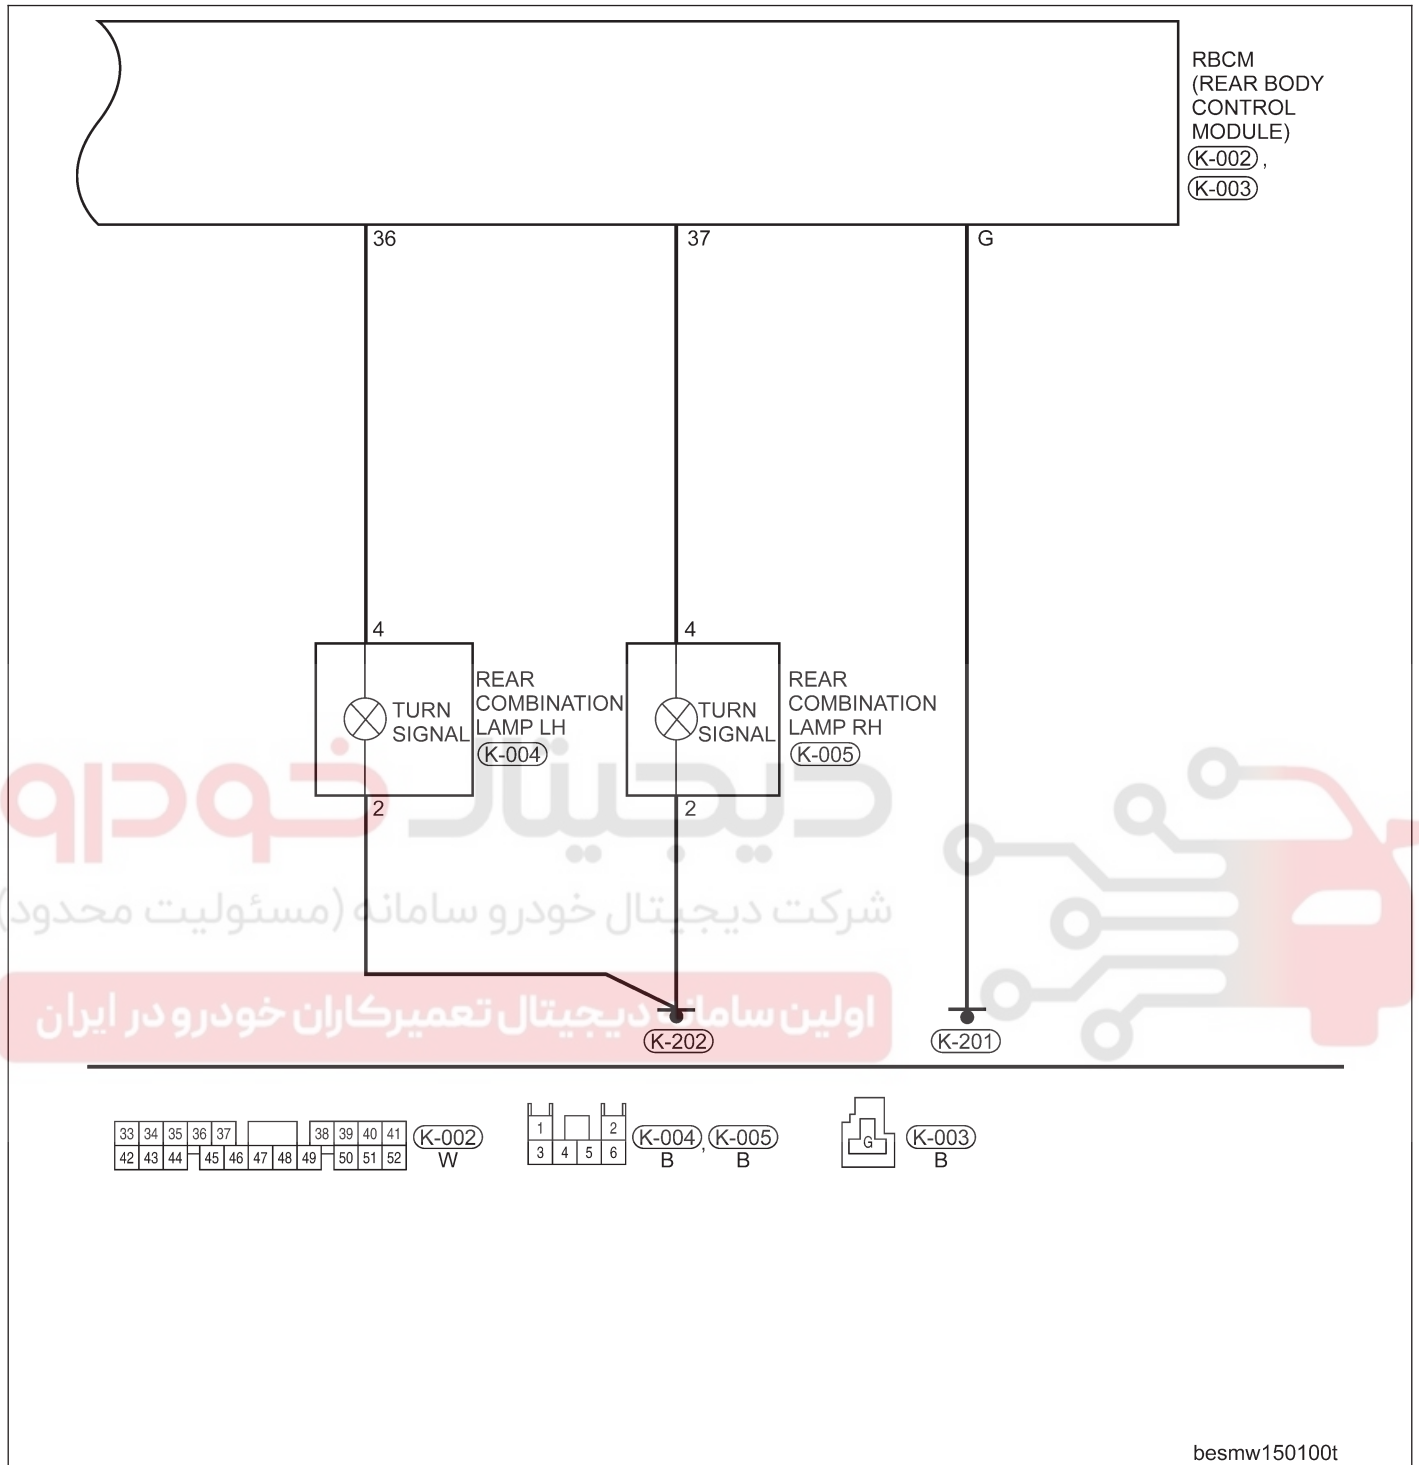 RBCM
(REAR BODY
CONTROL
MODULE)
K-002 ,
K-003
36
37
G
4
4
TURN
SIGNAL
REAR
COMBINATION
LAMP LH
K-004
TURN
SIGNAL
REAR
COMBINATION
LAMP RH
K-005
2
2
دیجیتال خودرو
شرکت دیجیتال خودرو سامانه (مسئولیت محدود)
اولین سامانه دیجیتال تعمیرکاران خودرو در ایران
K-202
K-201
33 34 35 36 37 38 39 40 41
42 43 44 45 46 47 48 49 50 51 52
K-002
W
1 2
3 4 5 6
K-004 , K-005
B B
G
K-003
B
besmw150100t